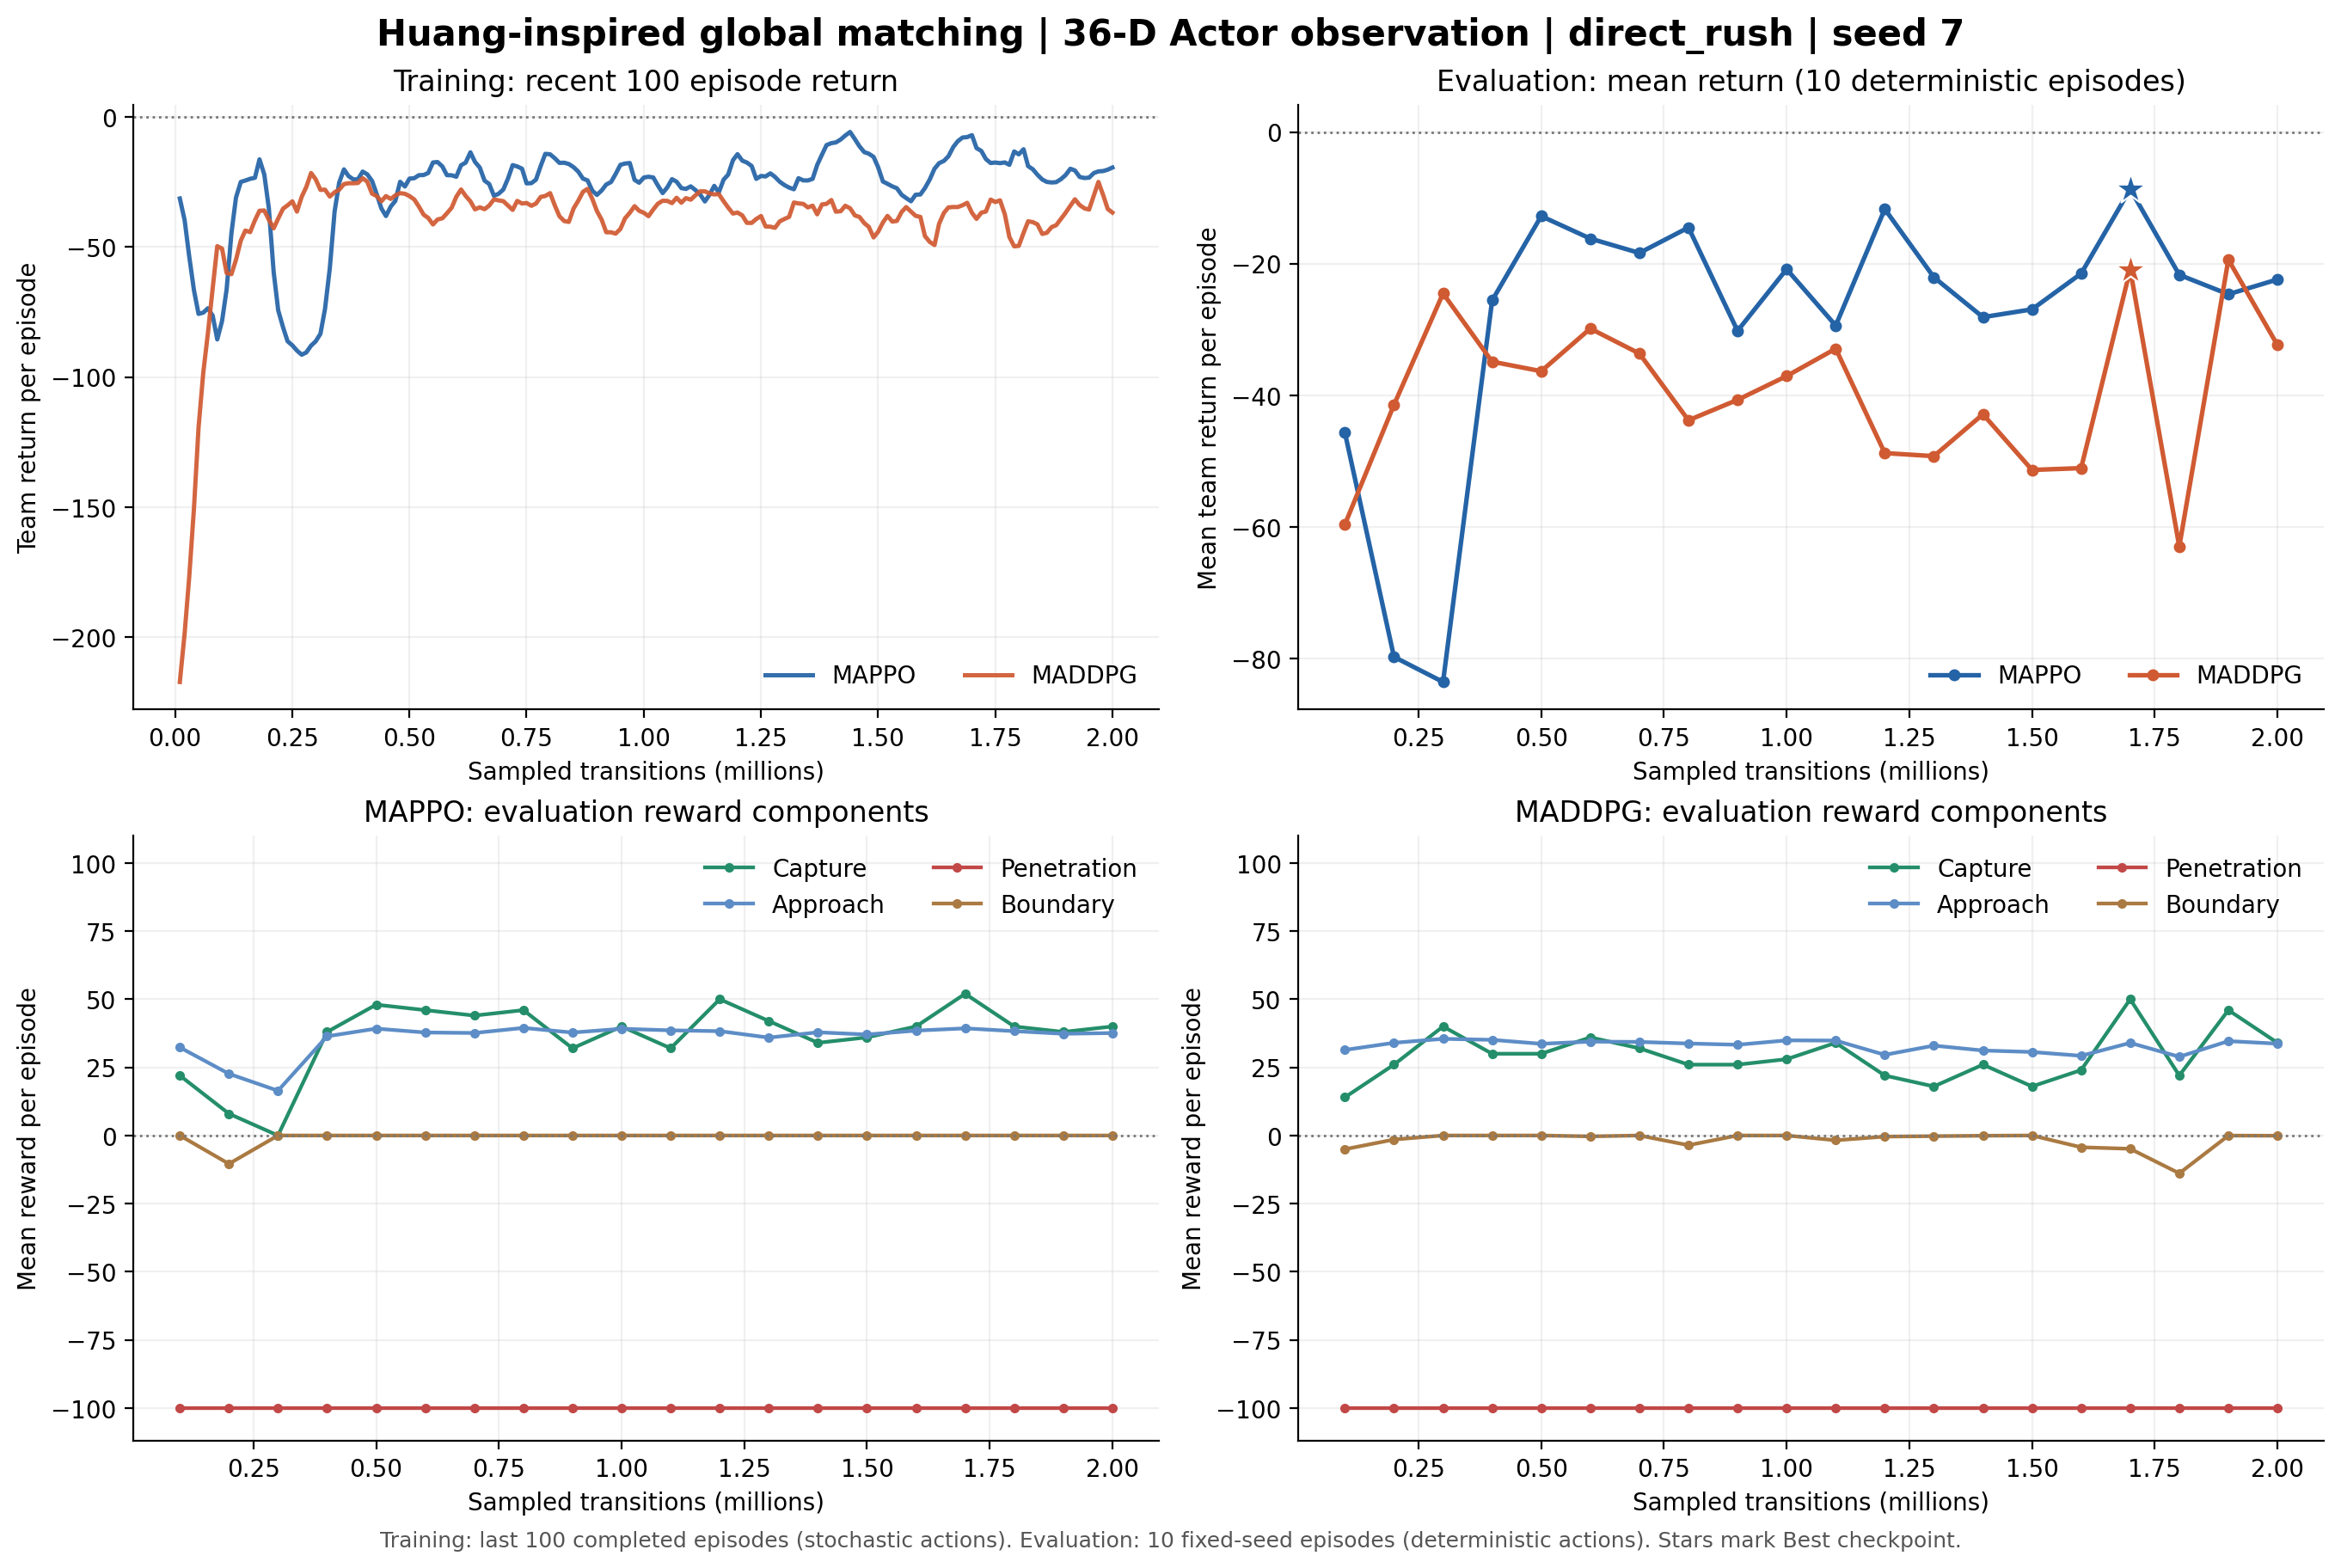 Huang-inspired global matching | 36-D Actor observation | direct_rush | seed 7
Training: recent 100 episode return
Team return per episode
0
−50
−100
−150
−200
MAPPO
MADDPG
0.00
0.25
0.50
0.75
1.00
1.25
1.50
1.75
2.00
Sampled transitions (millions)
Evaluation: mean return (10 deterministic episodes)
Mean team return per episode
0
−20
−40
−60
−80
MAPPO
MADDPG
0.25
0.50
0.75
1.00
1.25
1.50
1.75
2.00
Sampled transitions (millions)
MAPPO: evaluation reward components
Mean reward per episode
100
75
50
25
0
−25
−50
−75
−100
Capture
Approach
Penetration
Boundary
0.25
0.50
0.75
1.00
1.25
1.50
1.75
2.00
Sampled transitions (millions)
MADDPG: evaluation reward components
Mean reward per episode
100
75
50
25
0
−25
−50
−75
−100
Capture
Approach
Penetration
Boundary
0.25
0.50
0.75
1.00
1.25
1.50
1.75
2.00
Sampled transitions (millions)
Training: last 100 completed episodes (stochastic actions). Evaluation: 10 fixed-seed episodes (deterministic actions). Stars mark Best checkpoint.